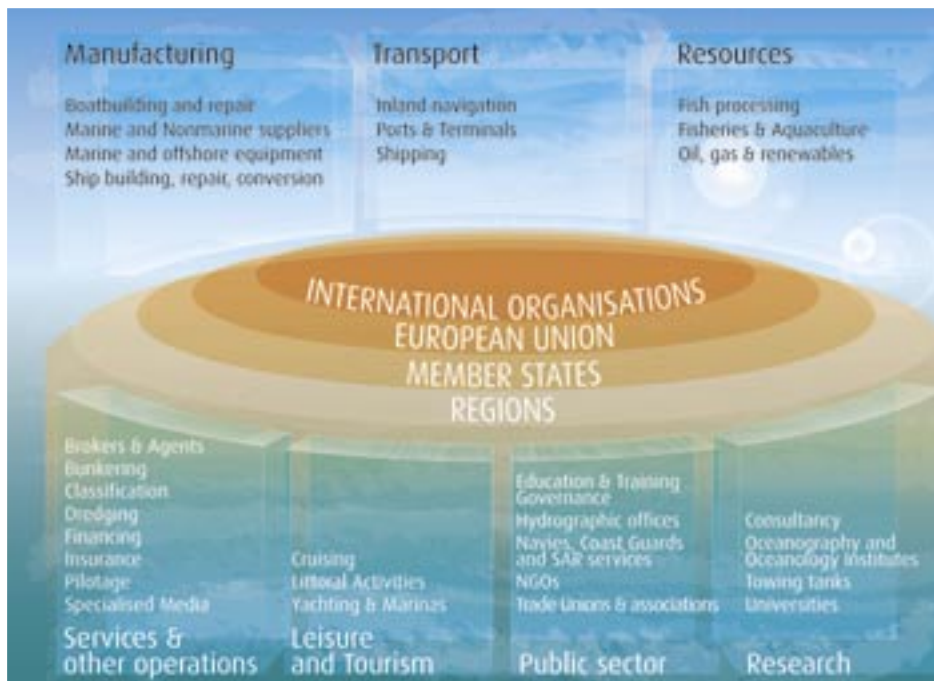 Manufacturing
Boatbuilding and repair
Marine and Nonmarine suppliers
Marine and offshore equipment
Ship building, repair, conversion
Transport
Inland navigation
Ports & Terminals
Shipping
Resources
Fish processing
Fisheries & Aquaculture
Oil, gas & renewables
INTERNATIONAL ORGANISATIONS
EUROPEAN UNION
MEMBER STATES
REGIONS
Brokers & Agents
Bunkering
Classification
Dredging
Financing
Insurance
Pilotage
Specialised Media
Services &
other operations
Cruising
Littoral Activities
Yachting & Marinas
Leisure
and Tourism
Education & Training
Governance
Hydrographic offices
Navies, Coast Guards
and SAR services
NGOs
Trade Unions & associations
Public sector
Consultancy
Oceanography and
Oceanology Institutes
Towing tanks
Universities
Research